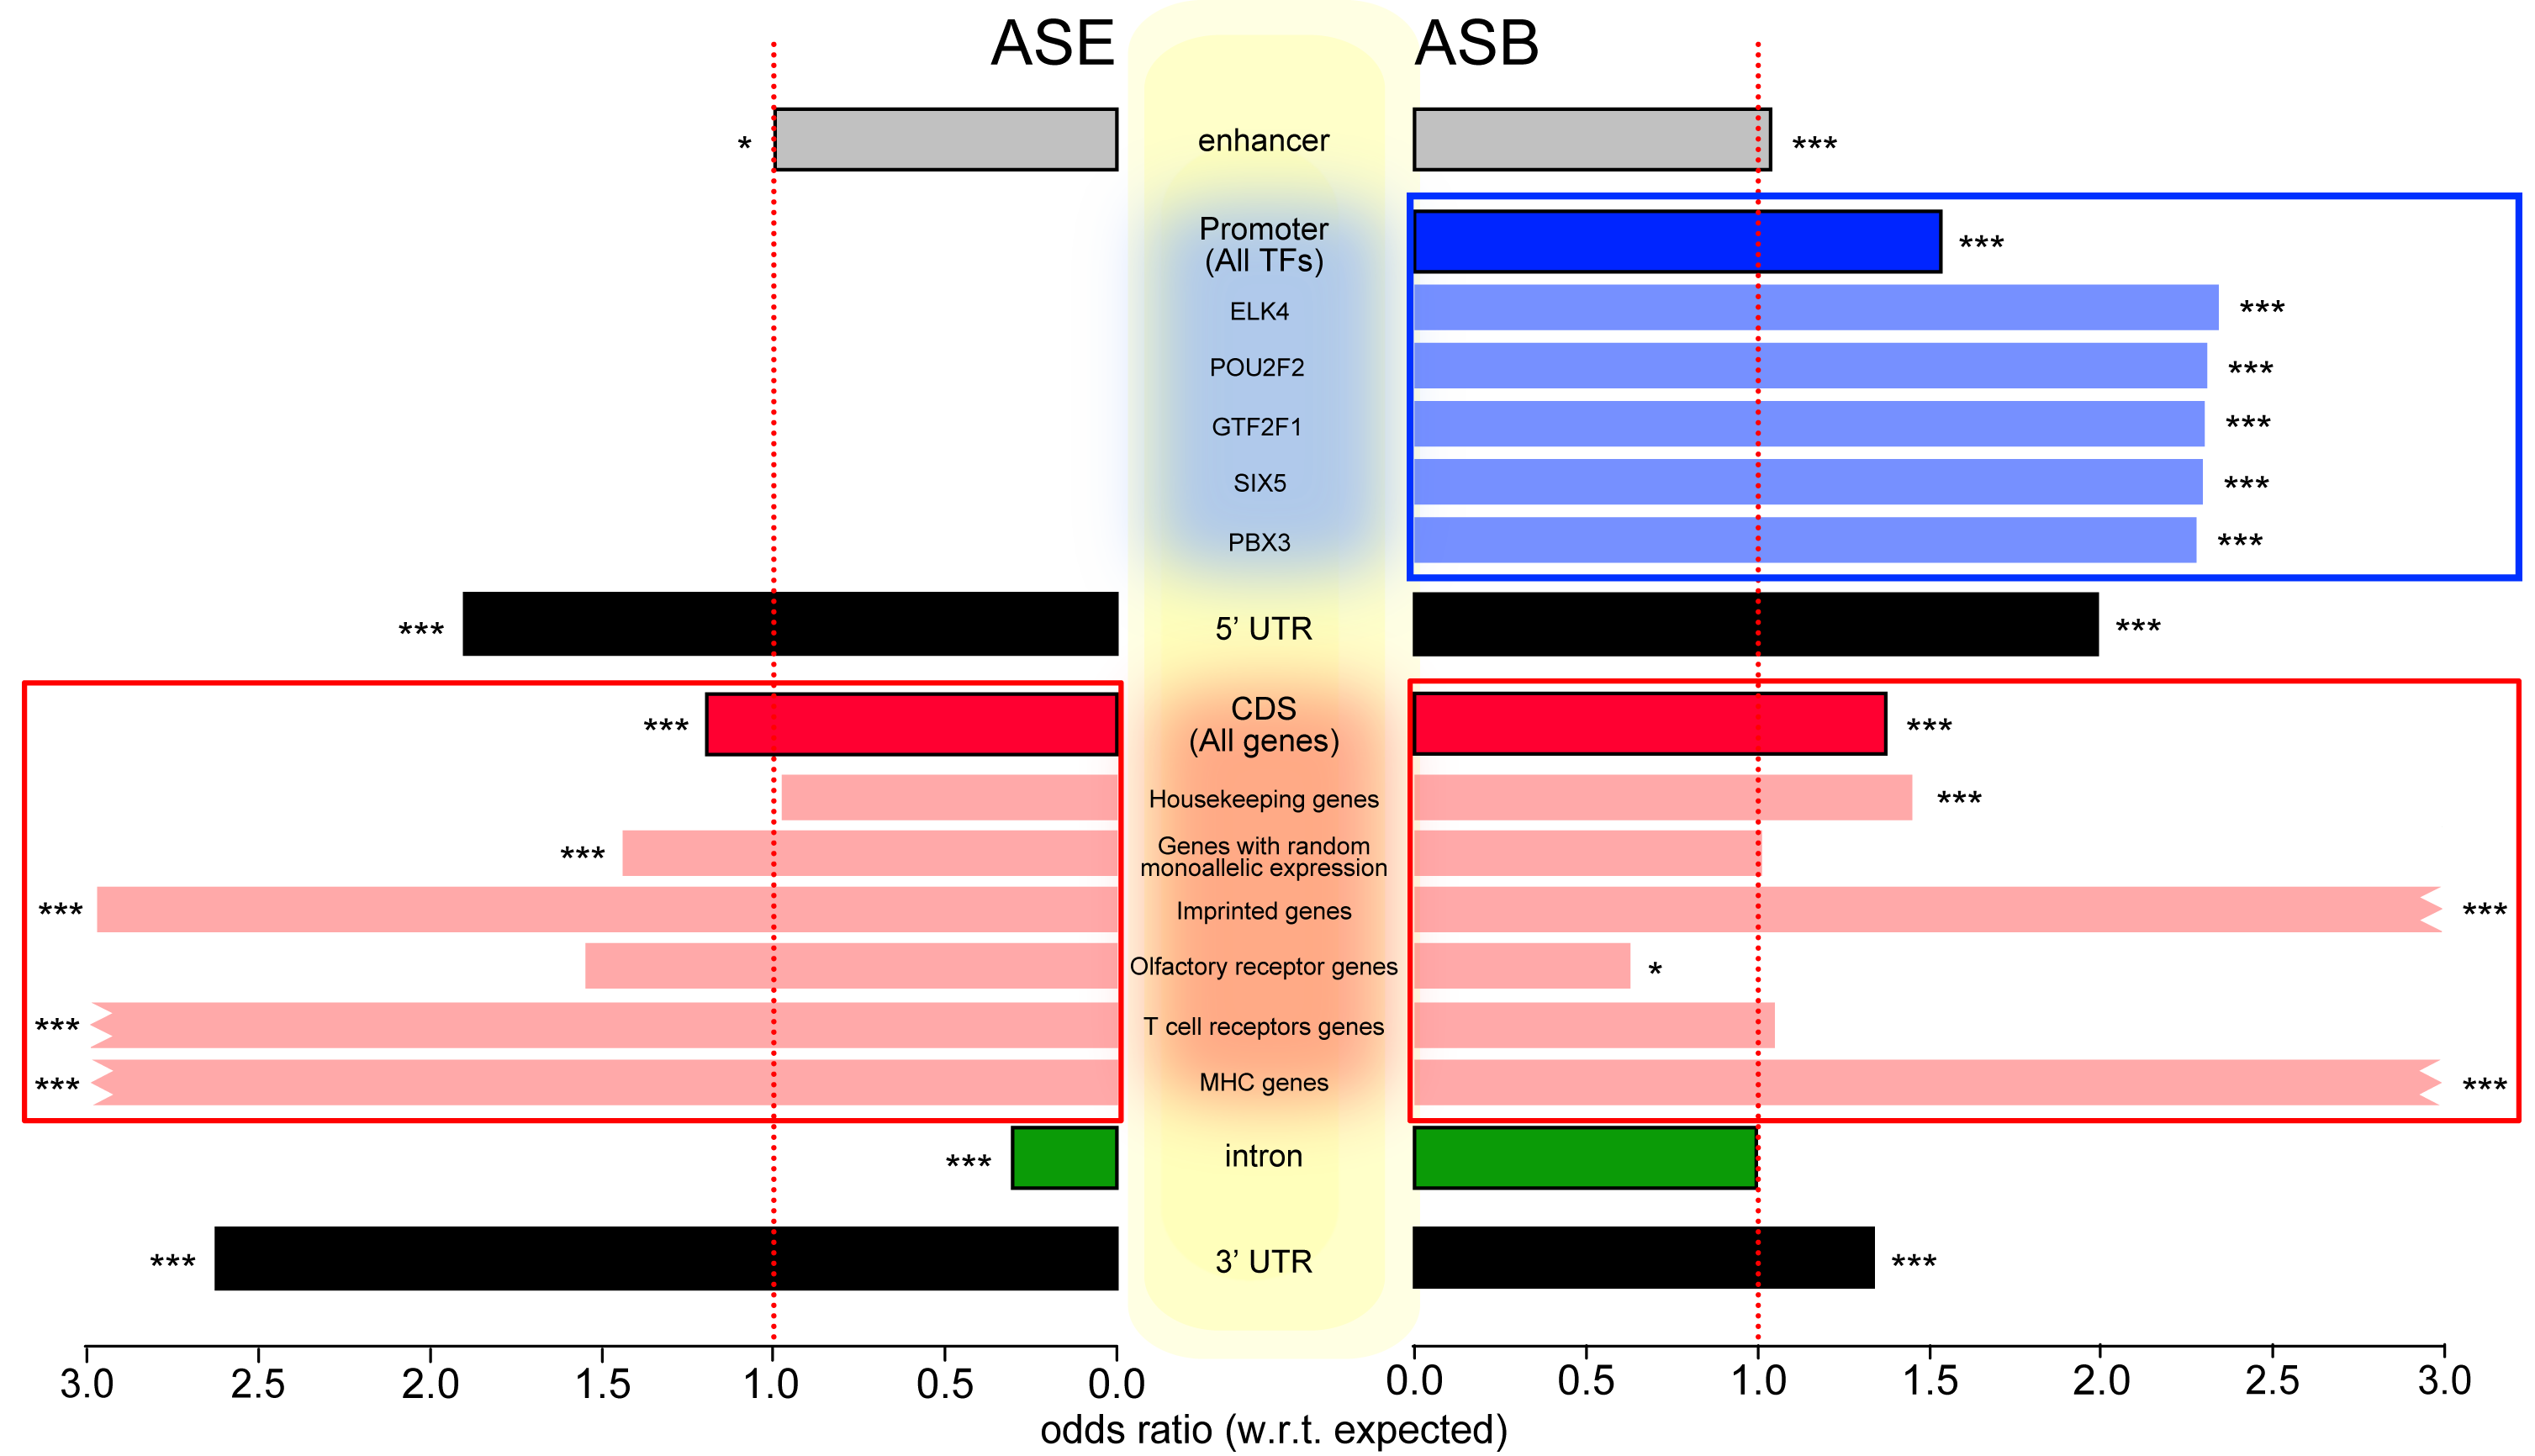 ASE ASB
* enhancer ***
Promoter
(All TFs) ***
ELK4 ***
POU2F2 ***
GTF2F1 ***
SIX5 ***
PBX3 ***
*** 5’ UTR ***
CDS
*** (All genes) ***
Housekeeping genes ***
*** Genes with random
monoallelic expression
*** Imprinted genes ***
Olfactory receptor genes *
*** T cell receptors genes
*** MHC genes ***
*** intron
*** 3’ UTR ***
3.0 2.5 2.0 1.5 1.0 0.5 0.0 0.0 0.5 1.0 1.5 2.0 2.5 3.0
odds ratio (w.r.t. expected)